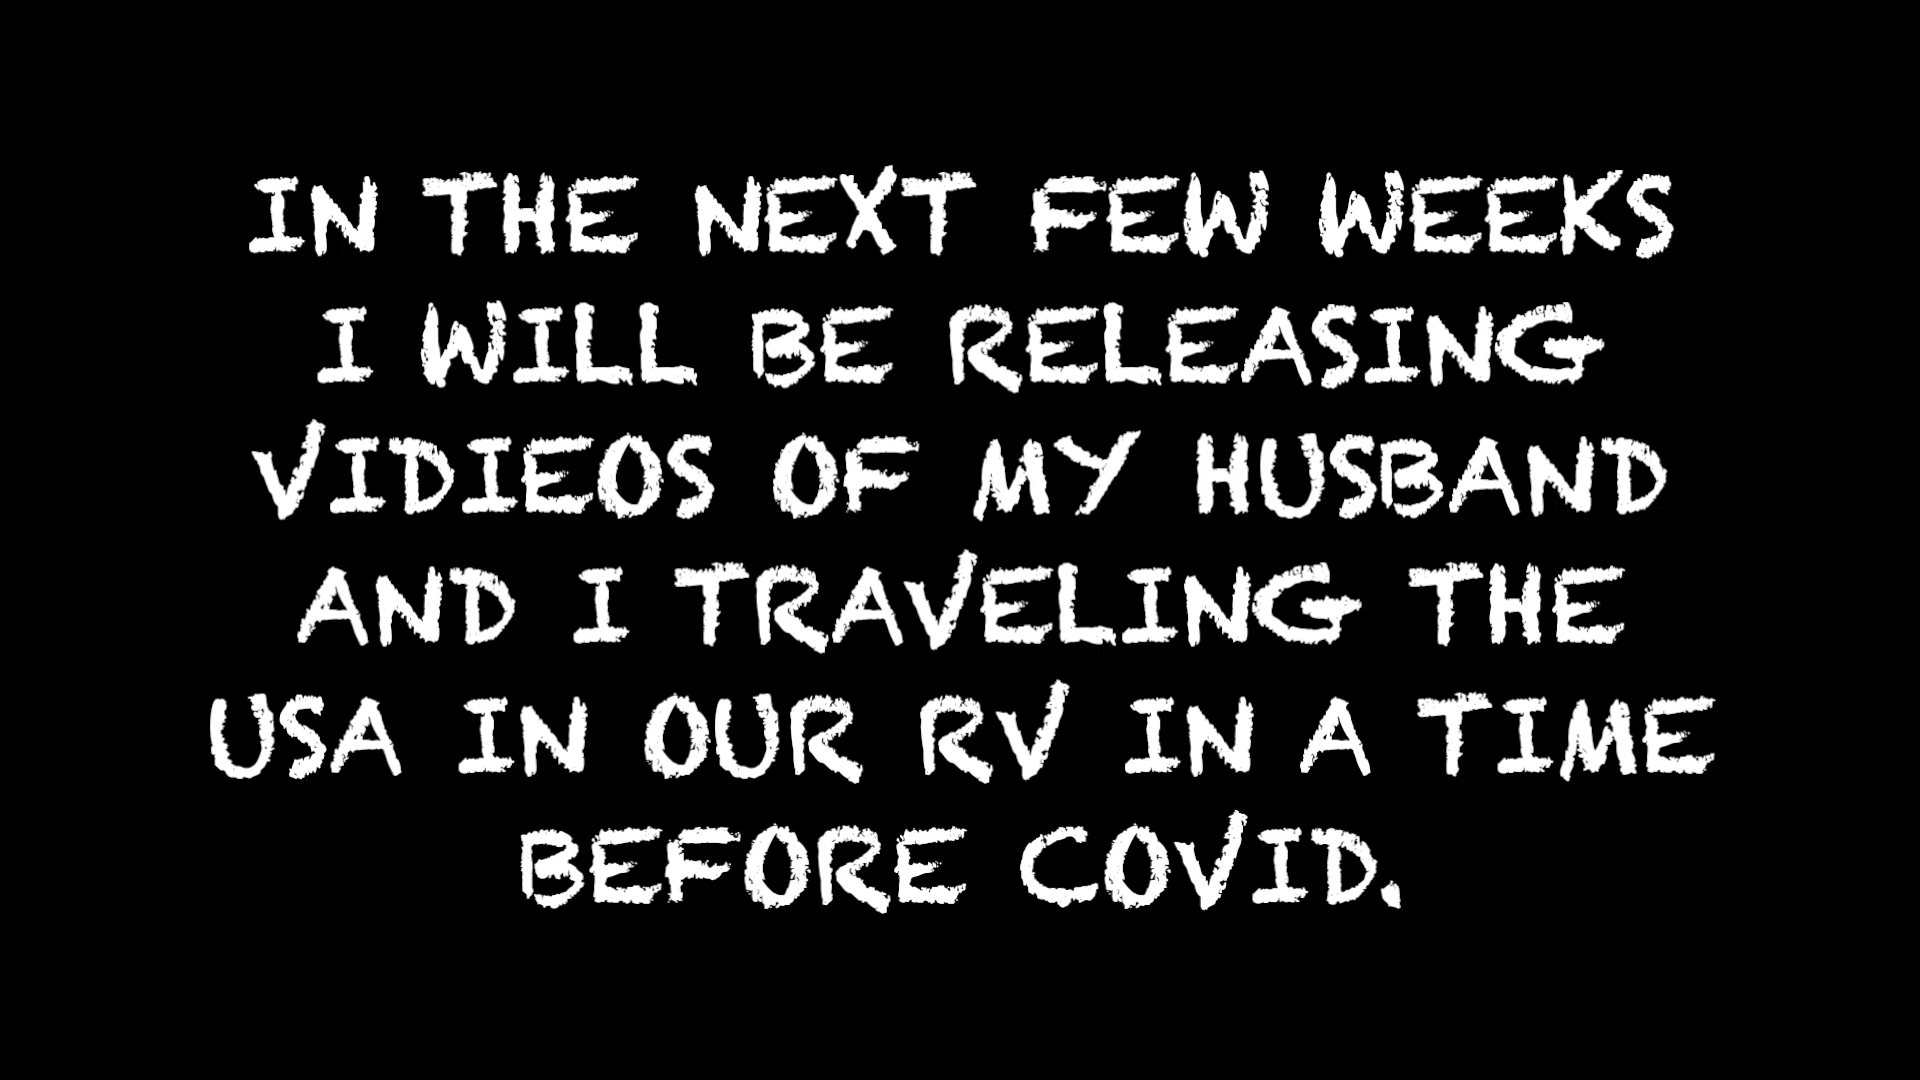 IN THE NEXT FEW WEEKS
I WILL BE RELEASING
VIDIEOS OF MY HUSBAND
AND I TRAVELING THE
USA IN OUR RV IN A TIME
BEFORE COVID.